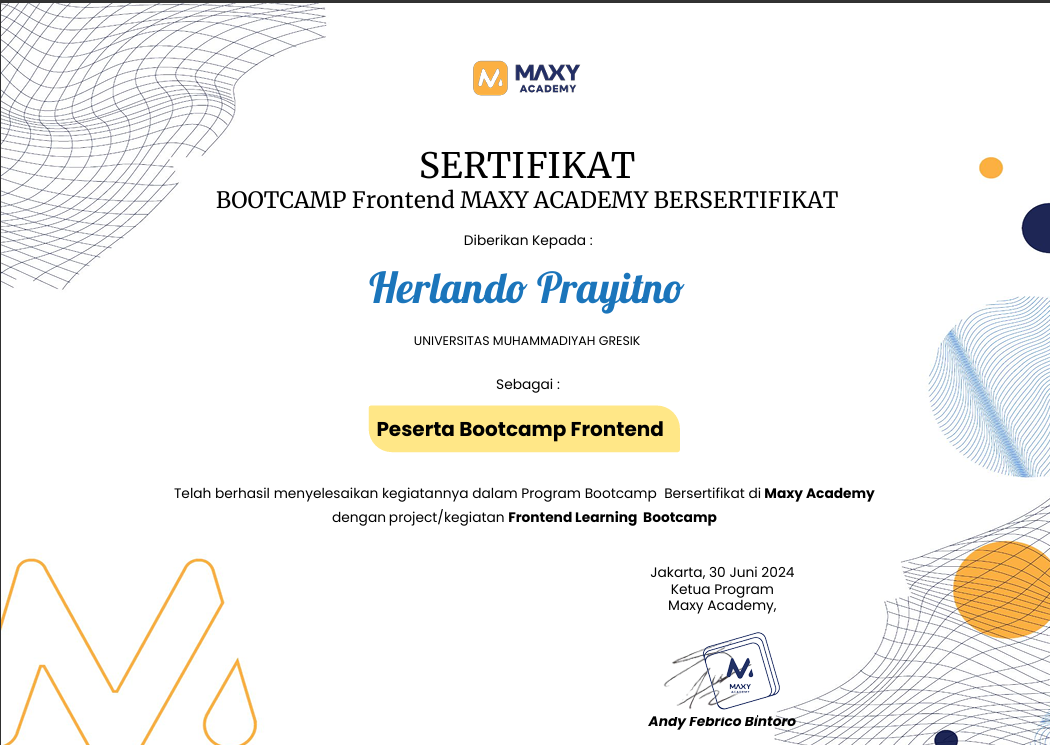 MAXY
ACADEMY
SERTIFIKAT
BOOTCAMP Frontend MAXY ACADEMY BERSERTIFIKAT
Diberikan Kepada :
Herlando Prayitno
UNIVERSITAS MUHAMMADIYAH GRESIK
Sebagai :
Peserta Bootcamp Frontend
Telah berhasil menyelesaikan kegiatannya dalam Program Bootcamp Bersertifikat di Maxy Academy
dengan project/kegiatan Frontend Learning Bootcamp
Jakarta, 30 Juni 2024
Ketua Program
Maxy Academy,
MAXY
ACADEMY
Andy Febrico Bintoro